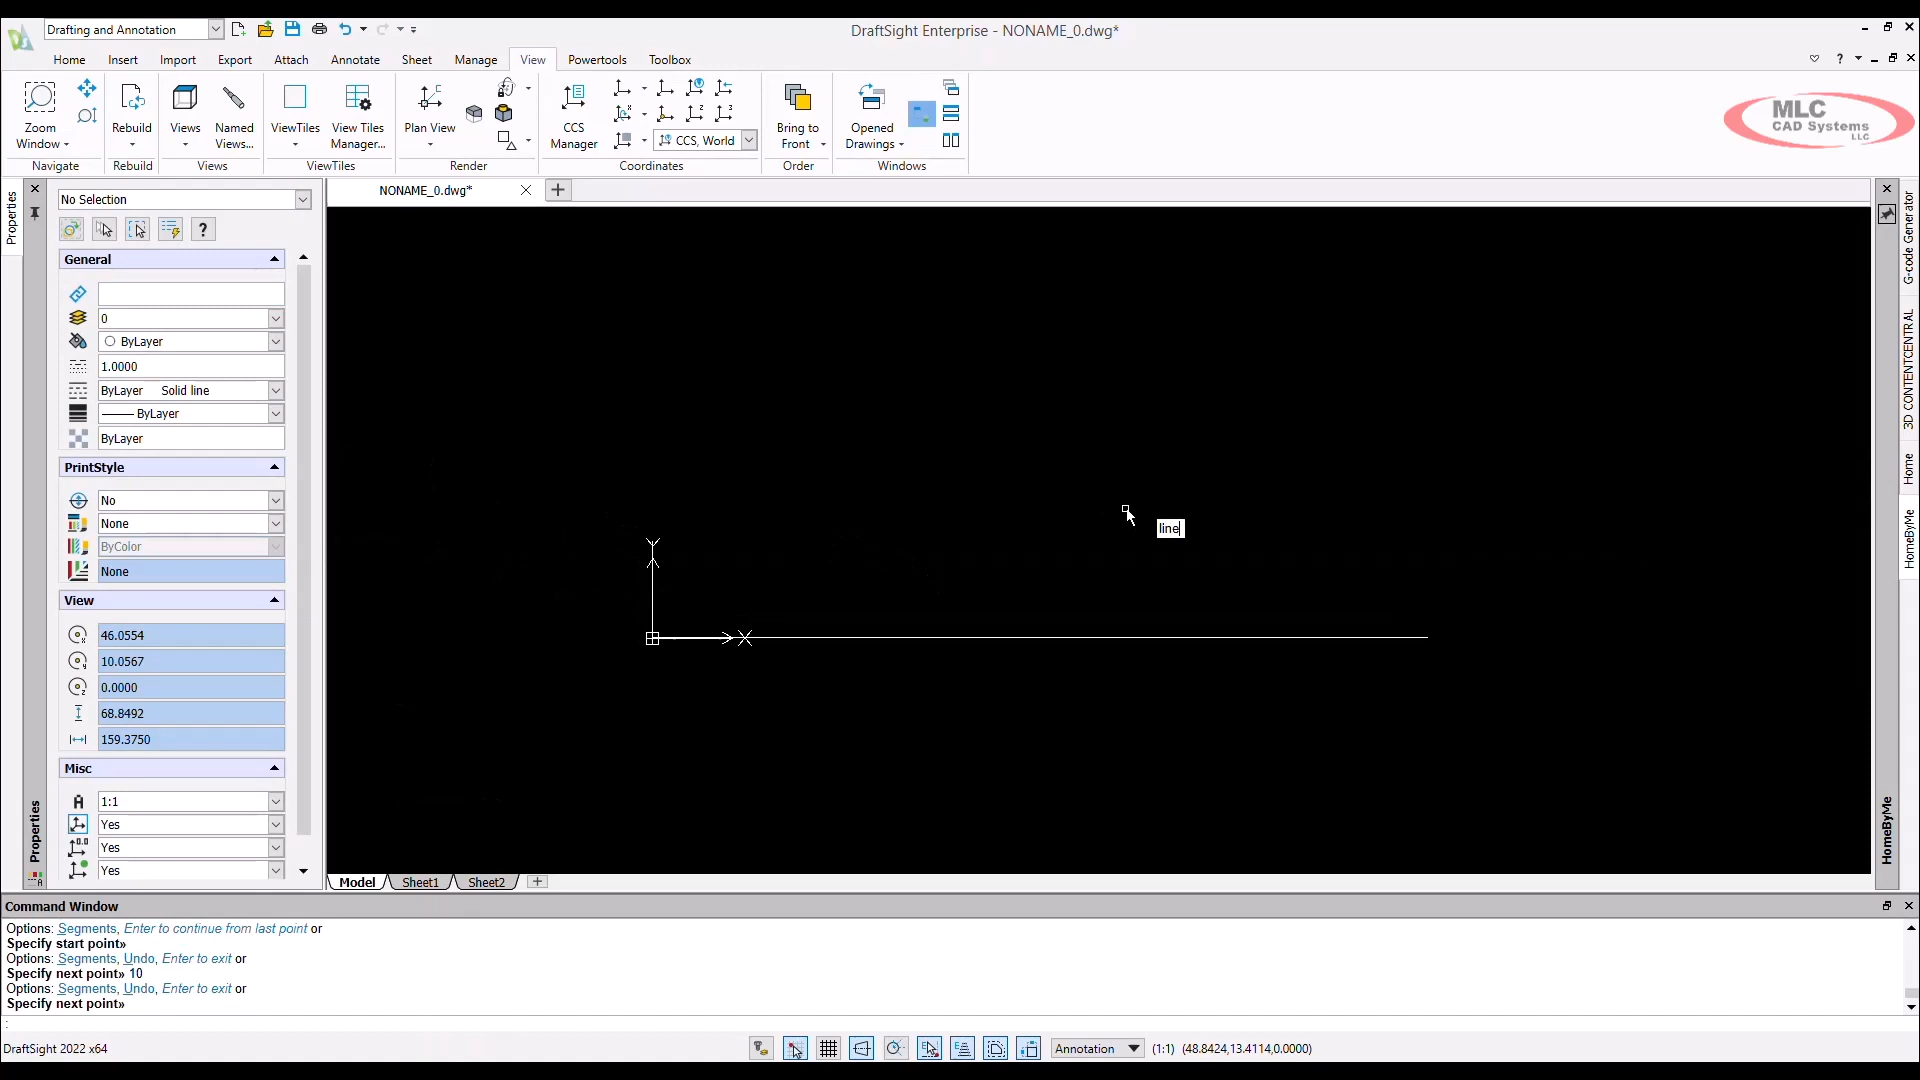 Drafting and Annotation
DraftSight Enterprise - NONAME_0.dwg*
Home Insert Import Export Attach Annotate Sheet Manage View Powertools Toolbox
Zoom Window
Rebuild
Views
Named Views...
ViewTiles
View Tiles Manager...
Plan View
CCS Manager
CCS, World
Bring to Front
Opened Drawings
Navigate Rebuild Views ViewTiles Render Coordinates Order Windows
MLC
CAD Systems
LLC
Properties
NONAME_0.dwg*
No Selection
General
0
ByLayer
1.0000
ByLayer Solid line
ByLayer
ByLayer
PrintStyle
No
None
ByColor
None
View
46.0554
10.0567
0.0000
68.8492
159.3750
Misc
1:1
Yes
Yes
Yes
Properties
line
Y
X
G-code Generator
3D CONTENTCENTRAL
Home
HomeByMe
HomeByMe
Model Sheet1 Sheet2
Command Window
Options: Segments, Enter to continue from last point or
Specify start point»
Options: Segments, Undo, Enter to exit or
Specify next point» 10
Options: Segments, Undo, Enter to exit or
Specify next point»
:
DraftSight 2022 x64
Annotation (1:1) (48.8424,13.4114,0.0000)